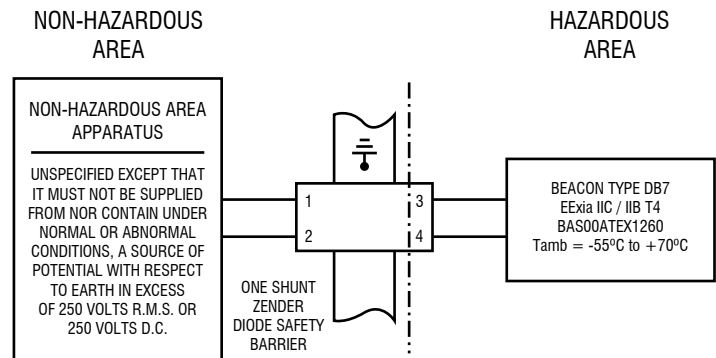 NON-HAZARDOUS
AREA
HAZARDOUS
AREA
NON-HAZARDOUS AREA
APPARATUS
UNSPECIFIED EXCEPT THAT
IT MUST NOT BE SUPPLIED
FROM NOR CONTAIN UNDER
NORMAL OR ABNORMAL
CONDITIONS, A SOURCE OF
POTENTIAL WITH RESPECT
TO EARTH IN EXCESS
OF 250 VOLTS R.M.S. OR
250 VOLTS D.C.
1
2
3
4
ONE SHUNT
ZENDER
DIODE SAFETY
BARRIER
BEACON TYPE DB7
EExia IIC / IIB T4
BAS00ATEX1260
Tamb = -55ºC to +70ºC